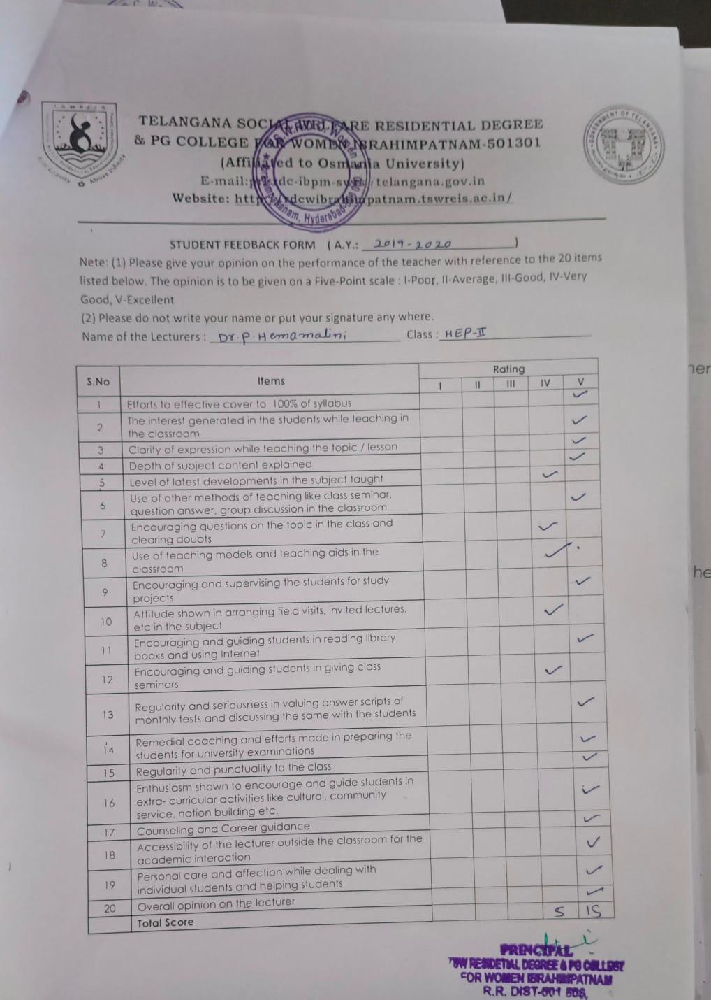 TELANGANA SOCIAL WELFARE RESIDENTIAL DEGREE
& PG COLLEGE FOR WOMEN IBRAHIMPATNAM-501301
(Affiliated to Osmania University)
telangana.gov.in
Website:
STUDENT FEEDBACK FORM (A.Y.: 2019-2020)
Note: (1) Please give your opinion on the performance of the teacher with reference to the 20 items
listed below. The opinion is to be given on a Five-Point scale : I-Poor, II-Average, III-Good, IV-Very
Good, V-Excellent
(2) Please do not write your name or put your signature any where.
Name of the Lecturers : Dr. P. Hemamalini Class : HEP-II
S.No Items Rating
I II III IV V
1 Efforts to effective cover to 100% of syllabus ✓
2 The interest generated in the students while teaching in
the classroom ✓
3 Clarity of expression while teaching the topic / lesson ✓
4 Depth of subject content explained ✓
5 Level of latest developments in the subject taught ✓
6 Use of other methods of teaching like class seminar,
question answer, group discussion in the classroom ✓
7 Encouraging questions on the topic in the class and
clearing doubts ✓
8 Use of teaching models and teaching aids in the
classroom ✓
9 Encouraging and supervising the students for study
projects ✓
10 Attitude shown in arranging field visits, invited lectures,
etc in the subject ✓
11 Encouraging and guiding students in reading library
books and using Internet ✓
12 Encouraging and guiding students in giving class
seminars ✓
13 Regularity and seriousness in valuing answer scripts of
monthly tests and discussing the same with the students ✓
14 Remedial coaching and efforts made in preparing the
students for university examinations ✓
15 Regularity and punctuality to the class ✓
16 Enthusiasm shown to encourage and guide students in
extra- curricular activities like cultural, community
service, nation building etc. ✓
17 Counseling and Career guidance ✓
18 Accessibility of the lecturer outside the classroom for the
academic interaction ✓
19 Personal care and affection while dealing with
individual students and helping students ✓
20 Overall opinion on the lecturer ✓
Total Score 5 15
PRINCIPAL
TSW RESIDETIAL DEGREE & PG COLLEGE
FOR WOMEN IBRAHIMPATNAM
R.R. DIST-501 506.